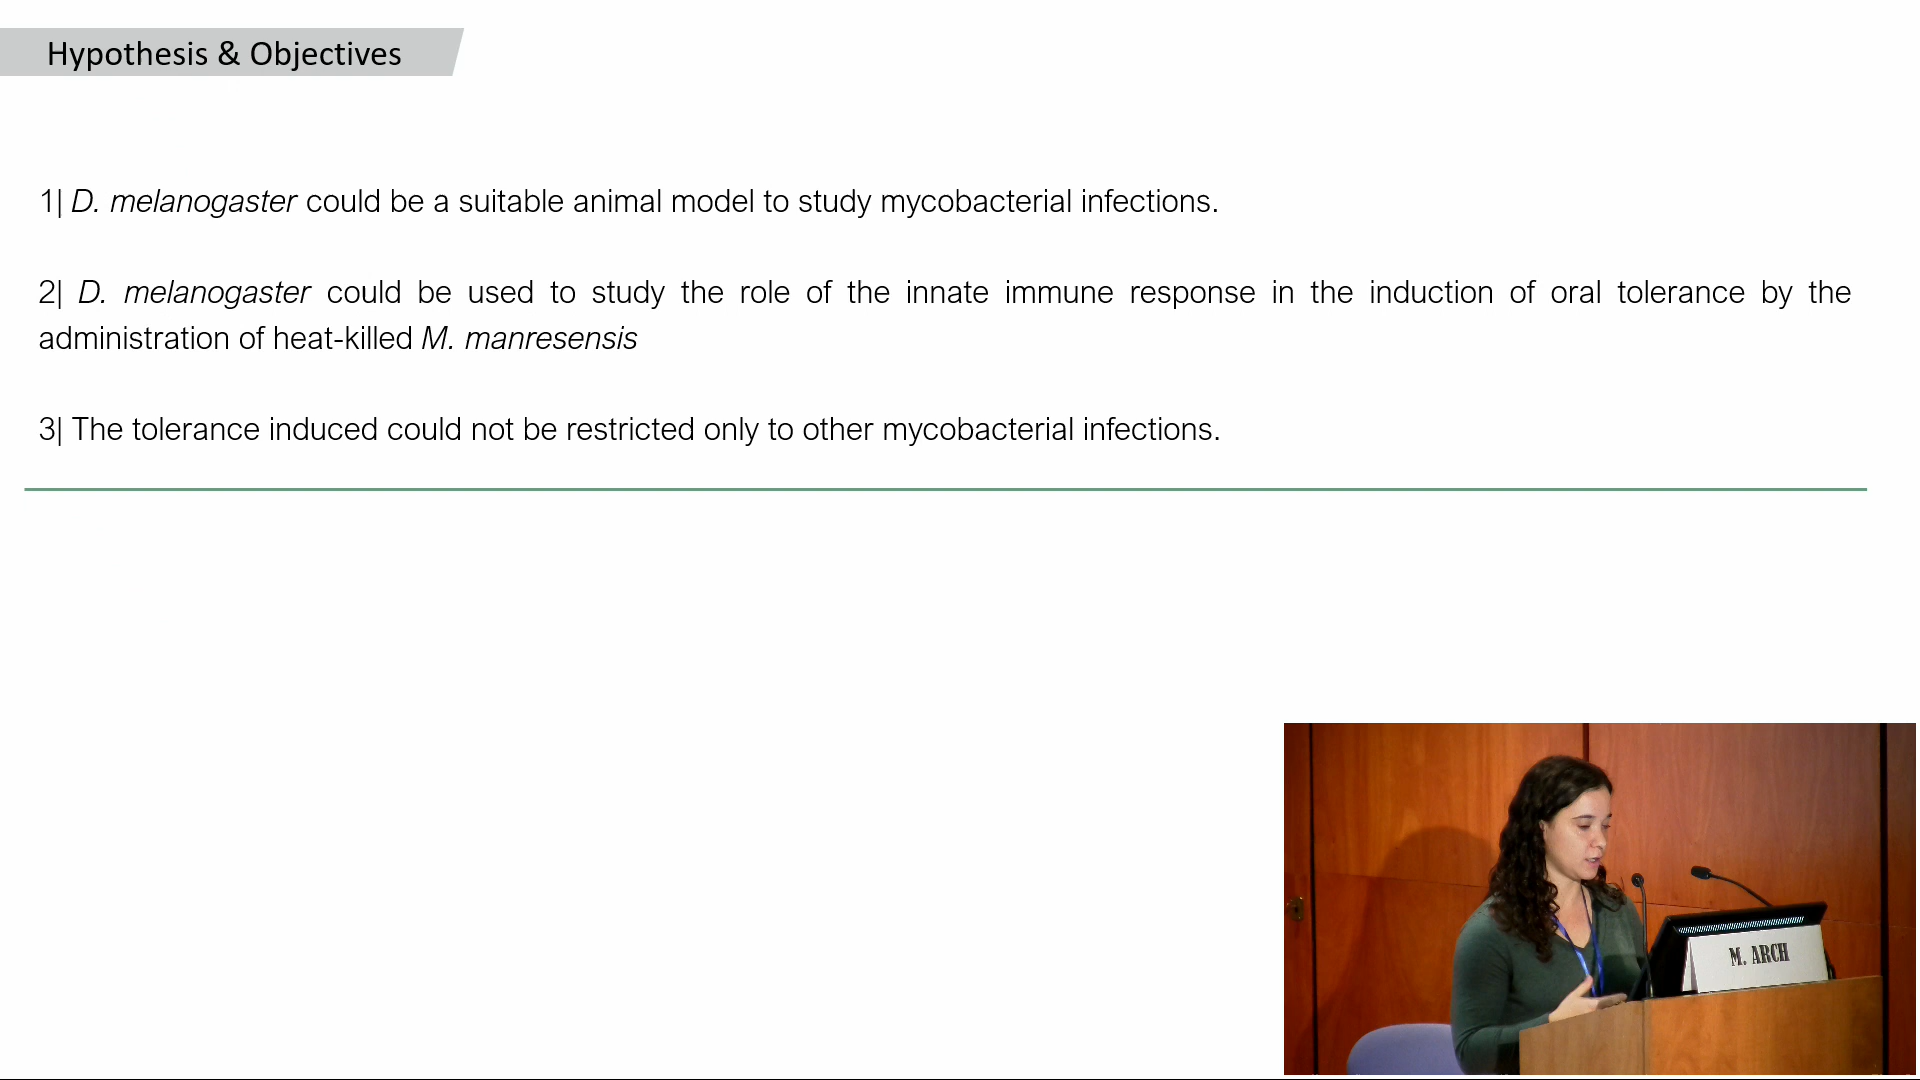 Hypothesis & Objectives
1| D. melanogaster could be a suitable animal model to study mycobacterial infections.
2| D. melanogaster could be used to study the role of the innate immune response in the induction of oral tolerance by the
administration of heat-killed M. manresensis
3| The tolerance induced could not be restricted only to other mycobacterial infections.
M. ARCH